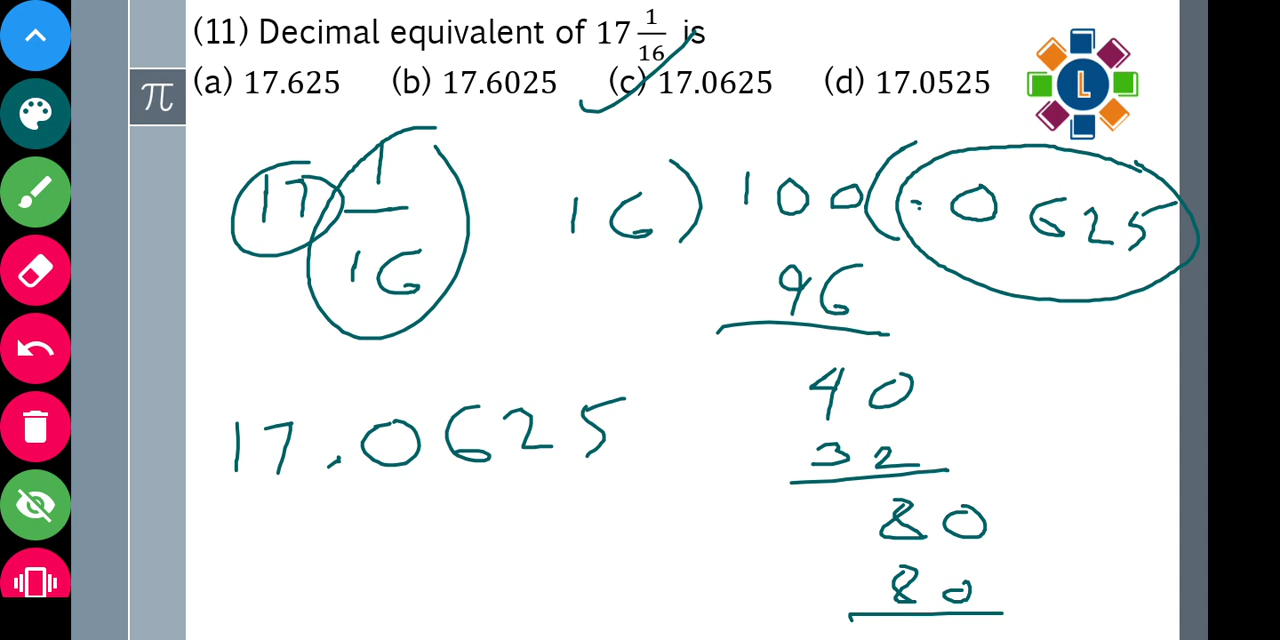 (11) Decimal equivalent of 17 1/16 is
(a) 17.625 (b) 17.6025 (c) 17.0625 (d) 17.0525
π
L
17 1/16
16) 100 ( .0625
96
40
32
80
80
17.0625